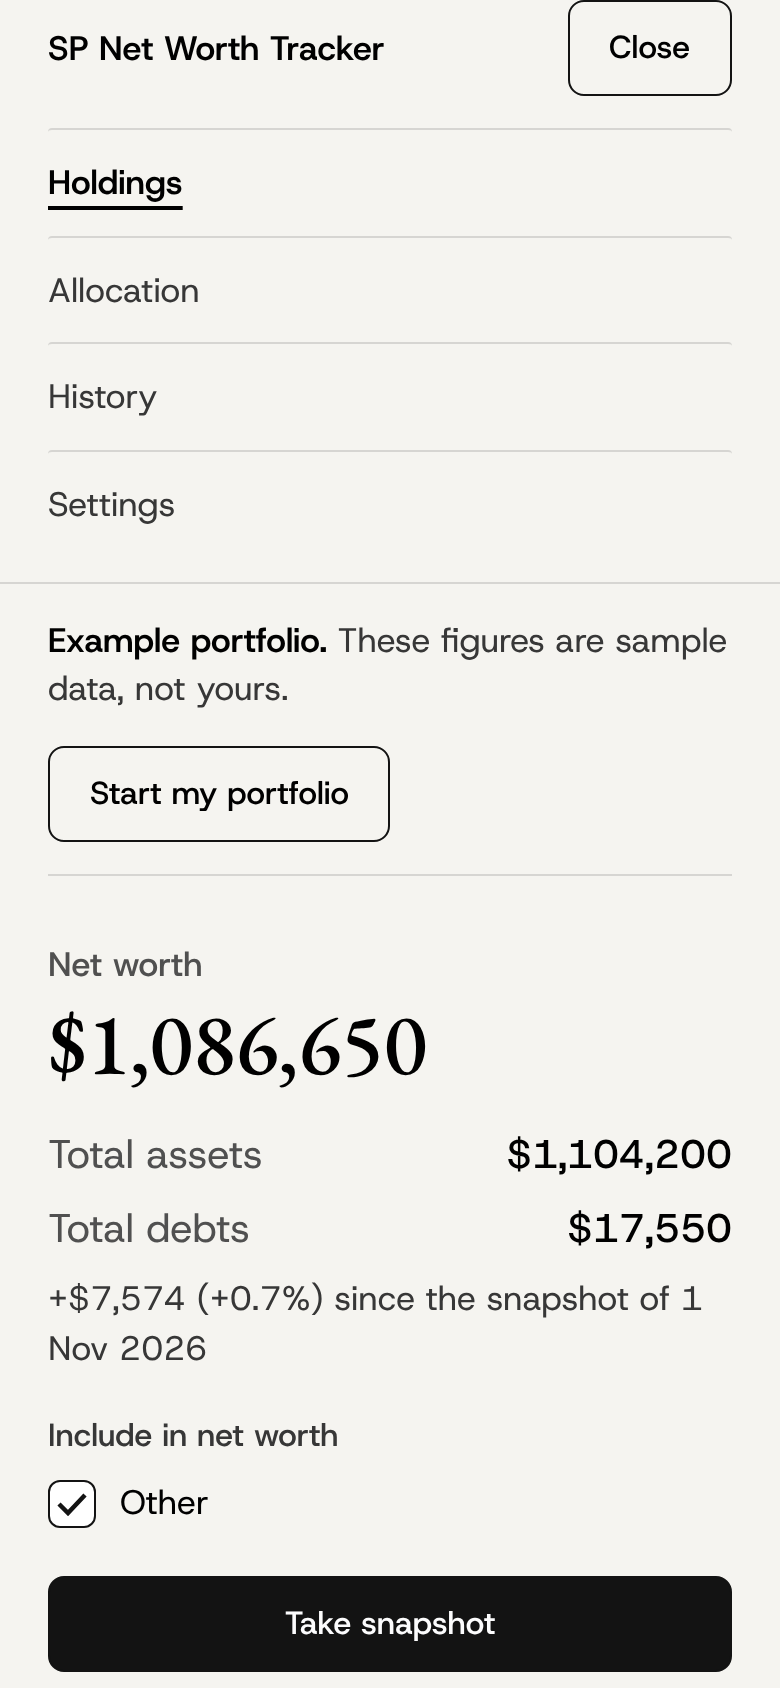 SP Net Worth Tracker
Close
Holdings
Allocation
History
Settings
Example portfolio. These figures are sample
data, not yours.
Start my portfolio
Net worth
$1,086,650
Total assets $1,104,200
Total debts $17,550
+$7,574 (+0.7%) since the snapshot of 1
Nov 2026
Include in net worth
Other
Take snapshot